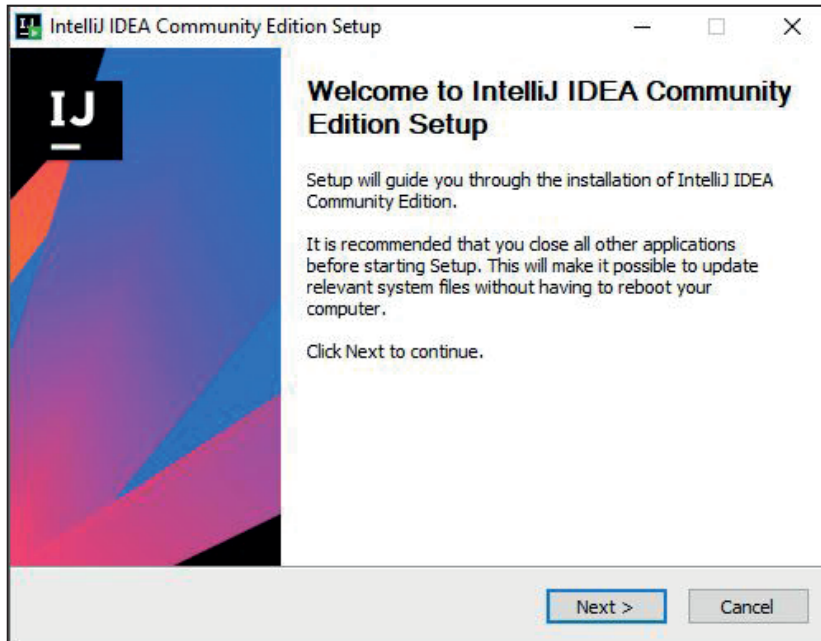 IntelliJ IDEA Community Edition Setup
IJ
Welcome to IntelliJ IDEA Community
Edition Setup
Setup will guide you through the installation of IntelliJ IDEA
Community Edition.
It is recommended that you close all other applications
before starting Setup. This will make it possible to update
relevant system files without having to reboot your
computer.
Click Next to continue.
Next >
Cancel